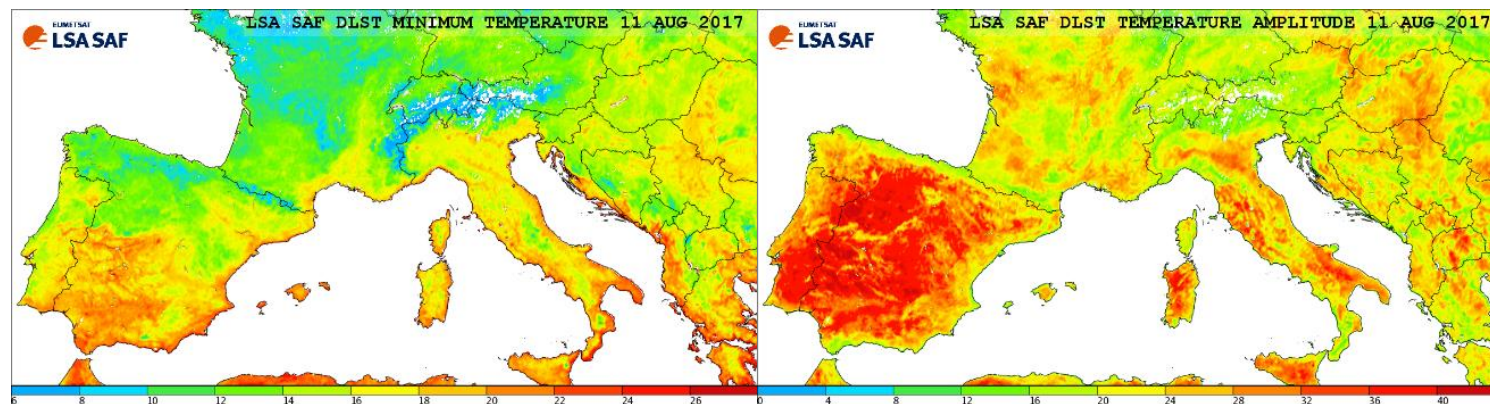 EUMETSAT
LSA SAF
LSA SAF DLST MINIMUM TEMPERATURE 11 AUG 2017
6 8 10 12 14 16 18 20 22 24 26
EUMETSAT
LSA SAF
LSA SAF DLST TEMPERATURE AMPLITUDE 11 AUG 2017
0 4 8 12 16 20 24 28 32 36 40